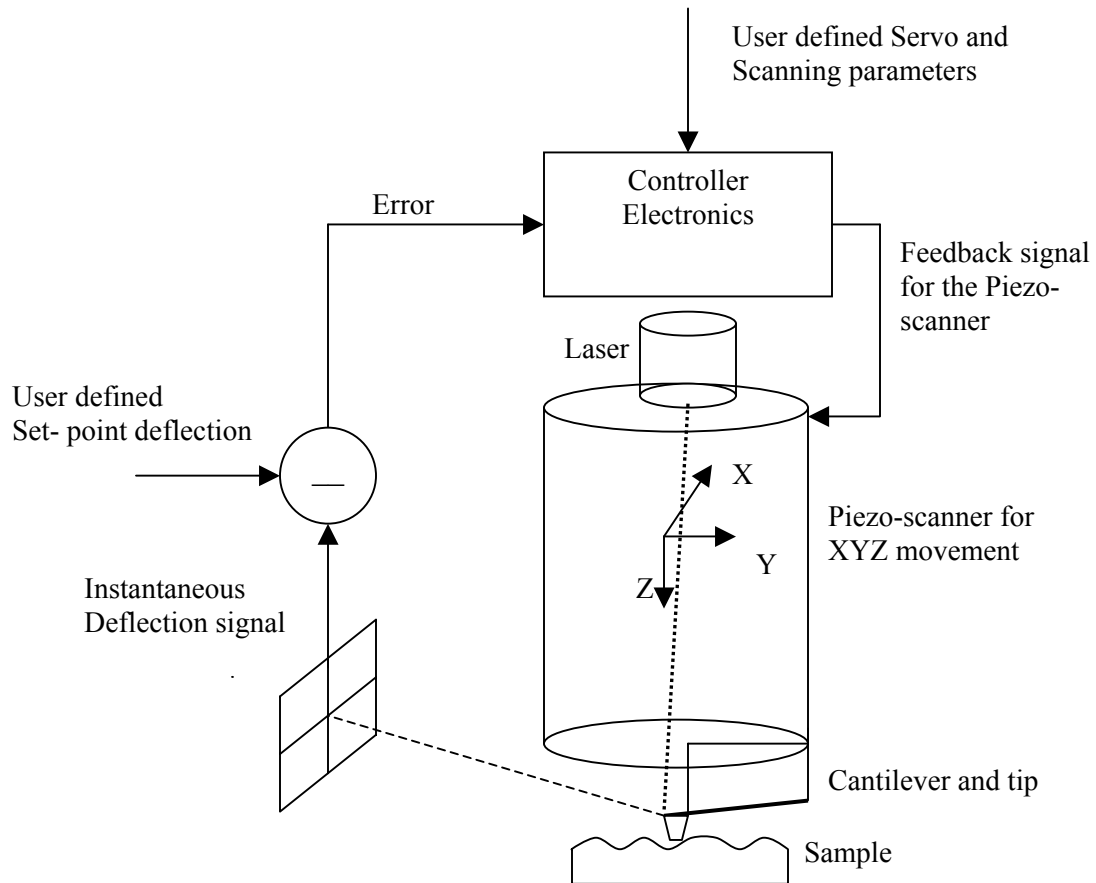 User defined Servo and
Scanning parameters
Controller
Electronics
Error
Feedback signal
for the Piezo-
scanner
Laser
User defined
Set- point deflection
X
Piezo-scanner for
XYZ movement
Y
Z
Instantaneous
Deflection signal
Cantilever and tip
Sample